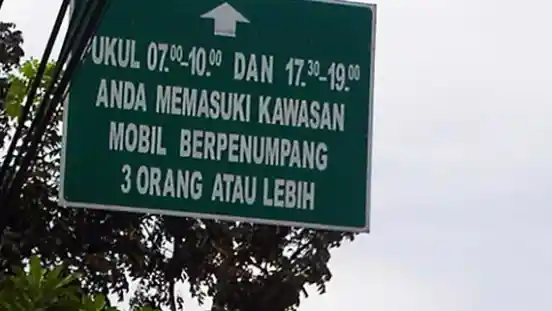 PUKUL 07.00-10.00 DAN 17.30-19.00
ANDA MEMASUKI KAWASAN
MOBIL BERPENUMPANG
3 ORANG ATAU LEBIH